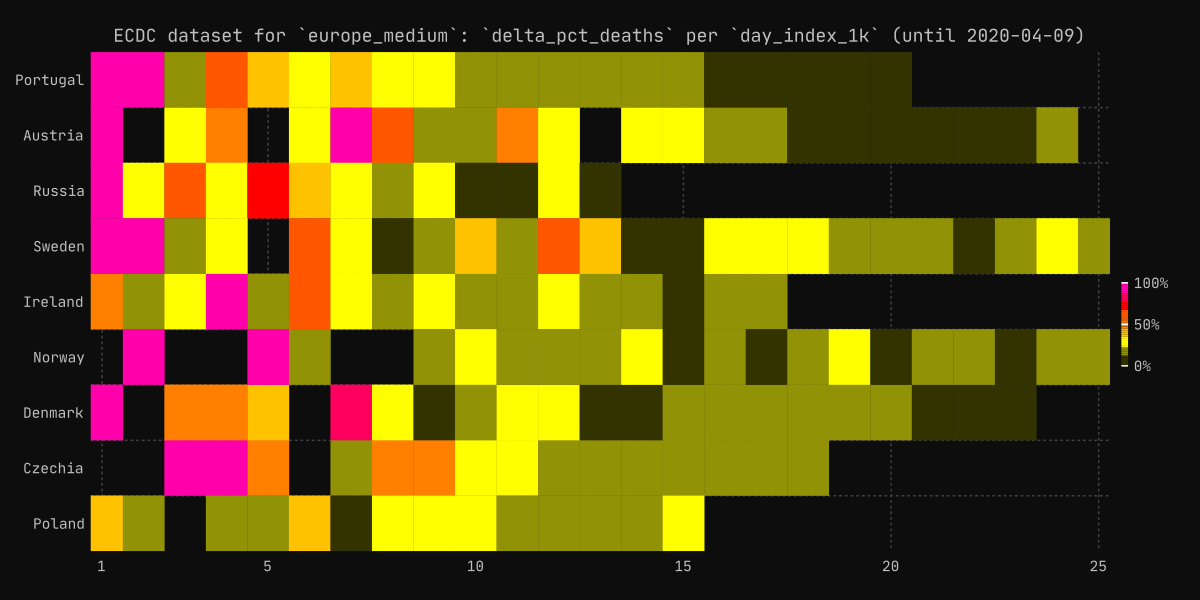 ECDC dataset for `europe_medium`: `delta_pct_deaths` per `day_index_1k` (until 2020-04-09)
Portugal
Austria
Russia
Sweden
Ireland
Norway
Denmark
Czechia
Poland
100%
50%
0%
1 5 10 15 20 25